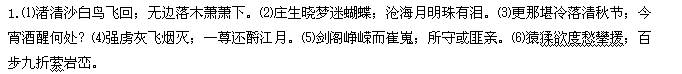 1.⑴渚清沙白鸟飞回；无边落木萧萧下。⑵庄生晓梦迷蝴蝶；沧海月明珠有泪。⑶更那堪冷落清秋节；今
宵酒醒何处？⑷强虏灰飞烟灭；一尊还酹江月。⑸剑阁峥嵘而崔嵬；所守或匪亲。⑹猿猱欲度愁攀援；百
步九折萦岩峦。